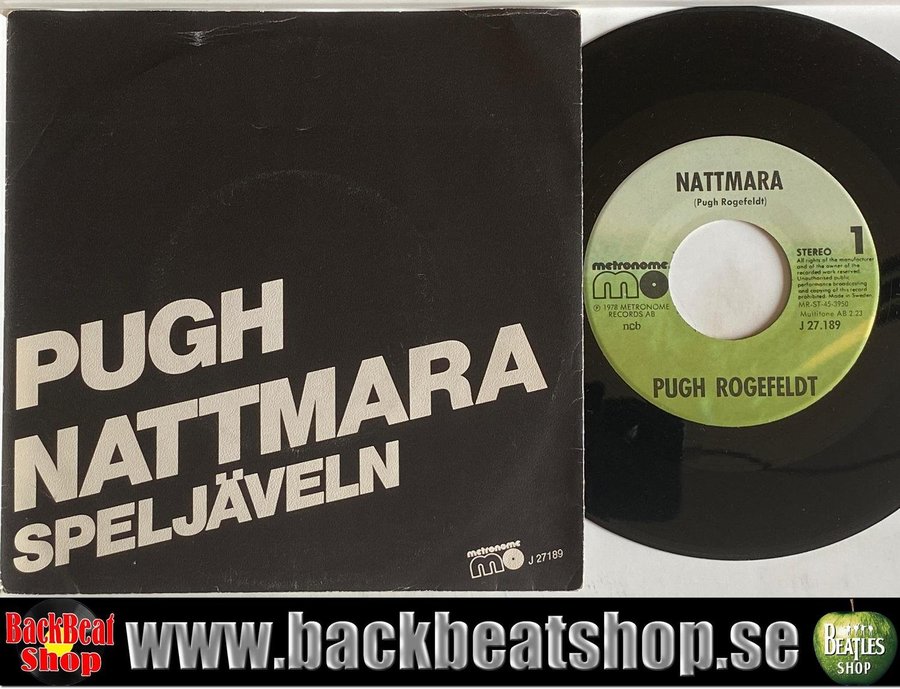 PUGH
NATTMARA
SPELJÄVELN
metronome
mo J 27189
NATTMARA
(Pugh Rogefeldt)
STEREO 1
All rights of the manufacturer
and of the owner of the
recorded work reserved.
Unauthorised public
performance broadcasting
and copying of this record
prohibited. Made in Sweden
MR-ST-45-3950
Multitone AB 2.23
J 27.189
metronome
mo
℗ 1978 METRONOME
RECORDS AB
ncb
PUGH ROGEFELDT
BackBeat
Shop
www.backbeatshop.se
BEATLES
SHOP